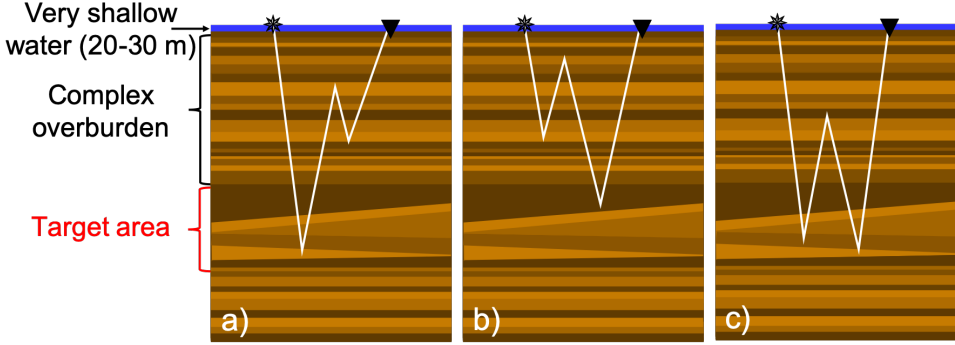 Very shallow
water (20-30 m)
Complex
overburden
Target area
a)
b)
c)